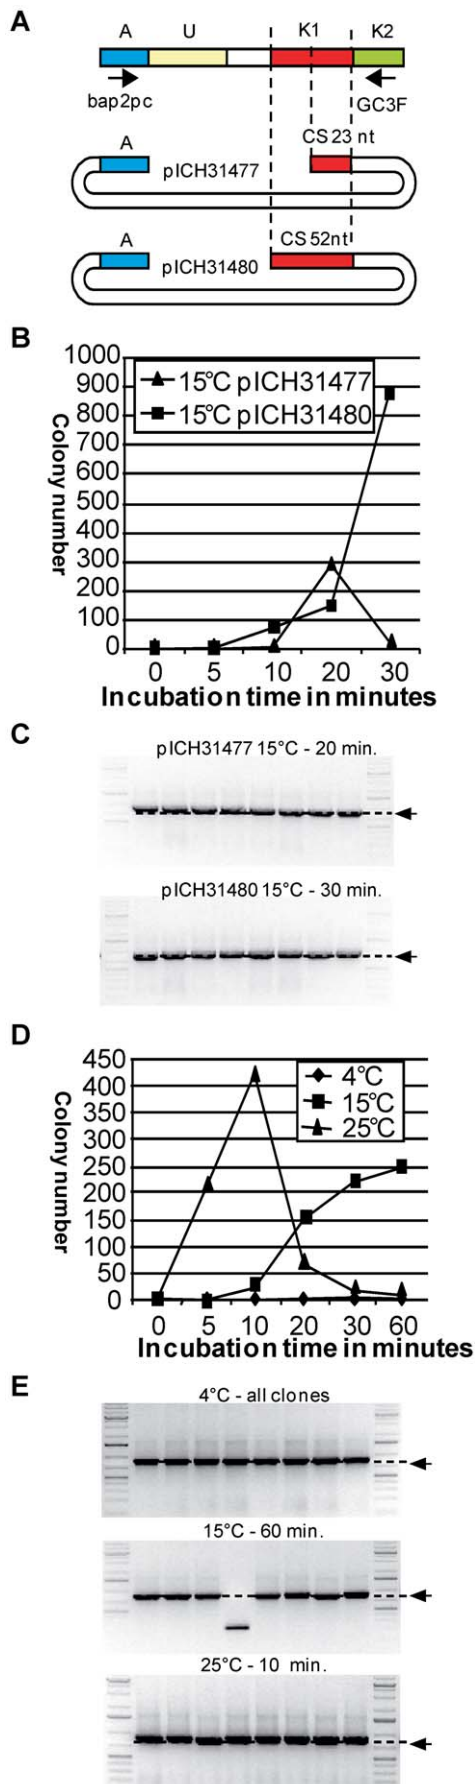 A
A U K1 K2
bap2pc GC3F
CS 23 nt
A
pICH31477
CS 52nt
A
pICH31480
B
1000
900
800
700
600
500
400
300
200
100
0
15°C pICH31477
15°C pICH31480
Colony number
0 5 10 20 30
Incubation time in minutes
C
pICH31477 15°C - 20 min.
pICH31480 15°C - 30 min.
D
450
400
350
300
250
200
150
100
50
0
4°C
15°C
25°C
Colony number
0 5 10 20 30 60
Incubation time in minutes
E
4°C - all clones
15°C - 60 min.
25°C - 10 min.